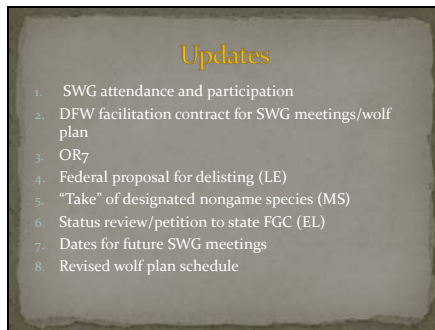 Updates
1. SWG attendance and participation
2. DFW facilitation contract for SWG meetings/wolf
plan
3. OR7
4. Federal proposal for delisting (LE)
5. “Take” of designated nongame species (MS)
6. Status review/petition to state FGC (EL)
7. Dates for future SWG meetings
8. Revised wolf plan schedule